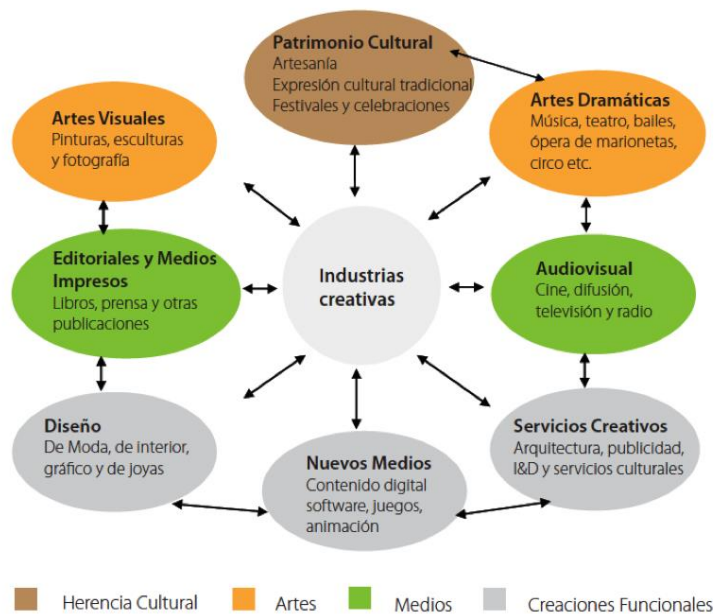 Patrimonio Cultural
Artesanía
Expresión cultural tradicional
Festivales y celebraciones
Artes Visuales
Pinturas, esculturas
y fotografía
Artes Dramáticas
Música, teatro, bailes,
ópera de marionetas,
circo etc.
Editoriales y Medios
Impresos
Libros, prensa y otras
publicaciones
Industrias
creativas
Audiovisual
Cine, difusión,
televisión y radio
Diseño
De Moda, de interior,
gráfico y de joyas
Nuevos Medios
Contenido digital
software, juegos,
animación
Servicios Creativos
Arquitectura, publicidad,
I&D y servicios culturales
Herencia Cultural
Artes
Medios
Creaciones Funcionales